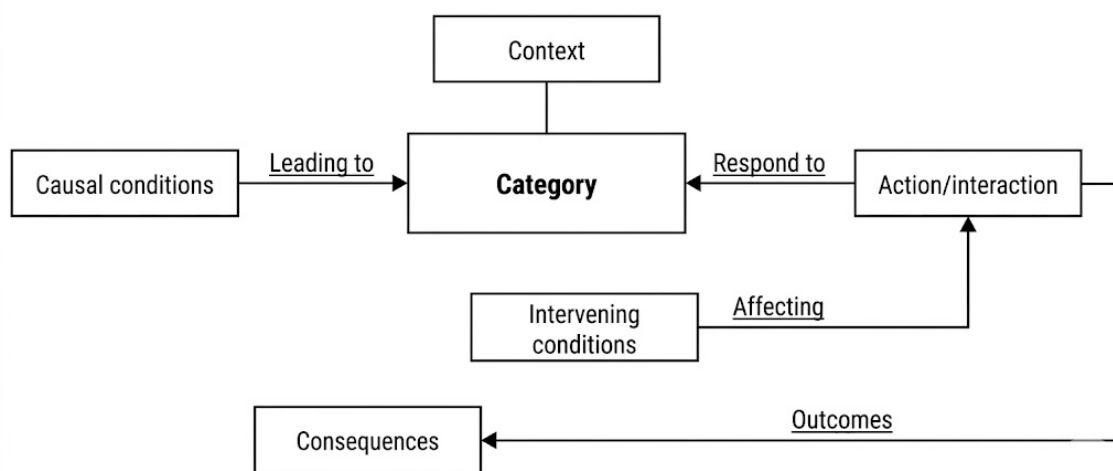 Context
Causal conditions
Leading to
Category
Respond to
Action/interaction
Intervening
conditions
Affecting
Consequences
Outcomes